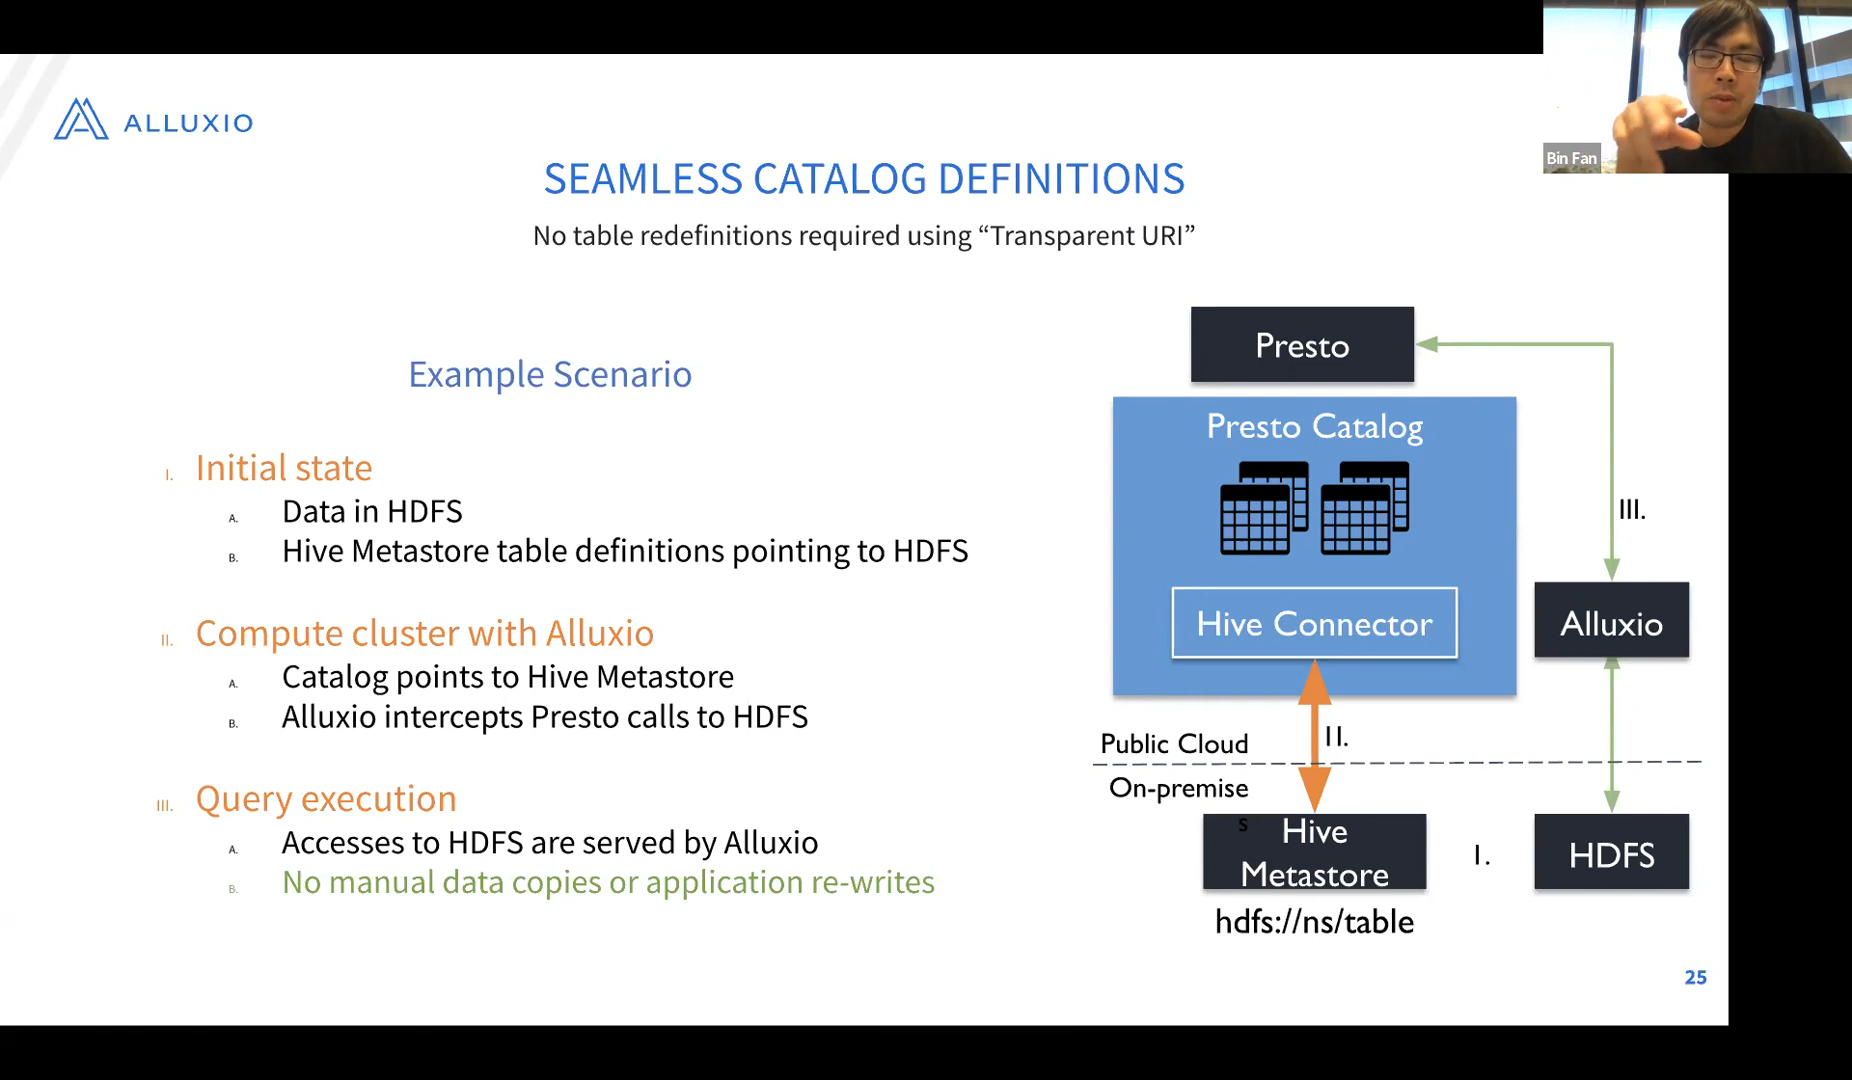 Bin Fan
ALLUXIO
SEAMLESS CATALOG DEFINITIONS
No table redefinitions required using “Transparent URI”
Example Scenario
I. Initial state
A. Data in HDFS
B. Hive Metastore table definitions pointing to HDFS
II. Compute cluster with Alluxio
A. Catalog points to Hive Metastore
B. Alluxio intercepts Presto calls to HDFS
III. Query execution
A. Accesses to HDFS are served by Alluxio
B. No manual data copies or application re-writes
Presto
Presto Catalog
III.
Hive Connector
Alluxio
II.
Public Cloud
On-premise
s
Hive
Metastore
I.
HDFS
hdfs://ns/table
25